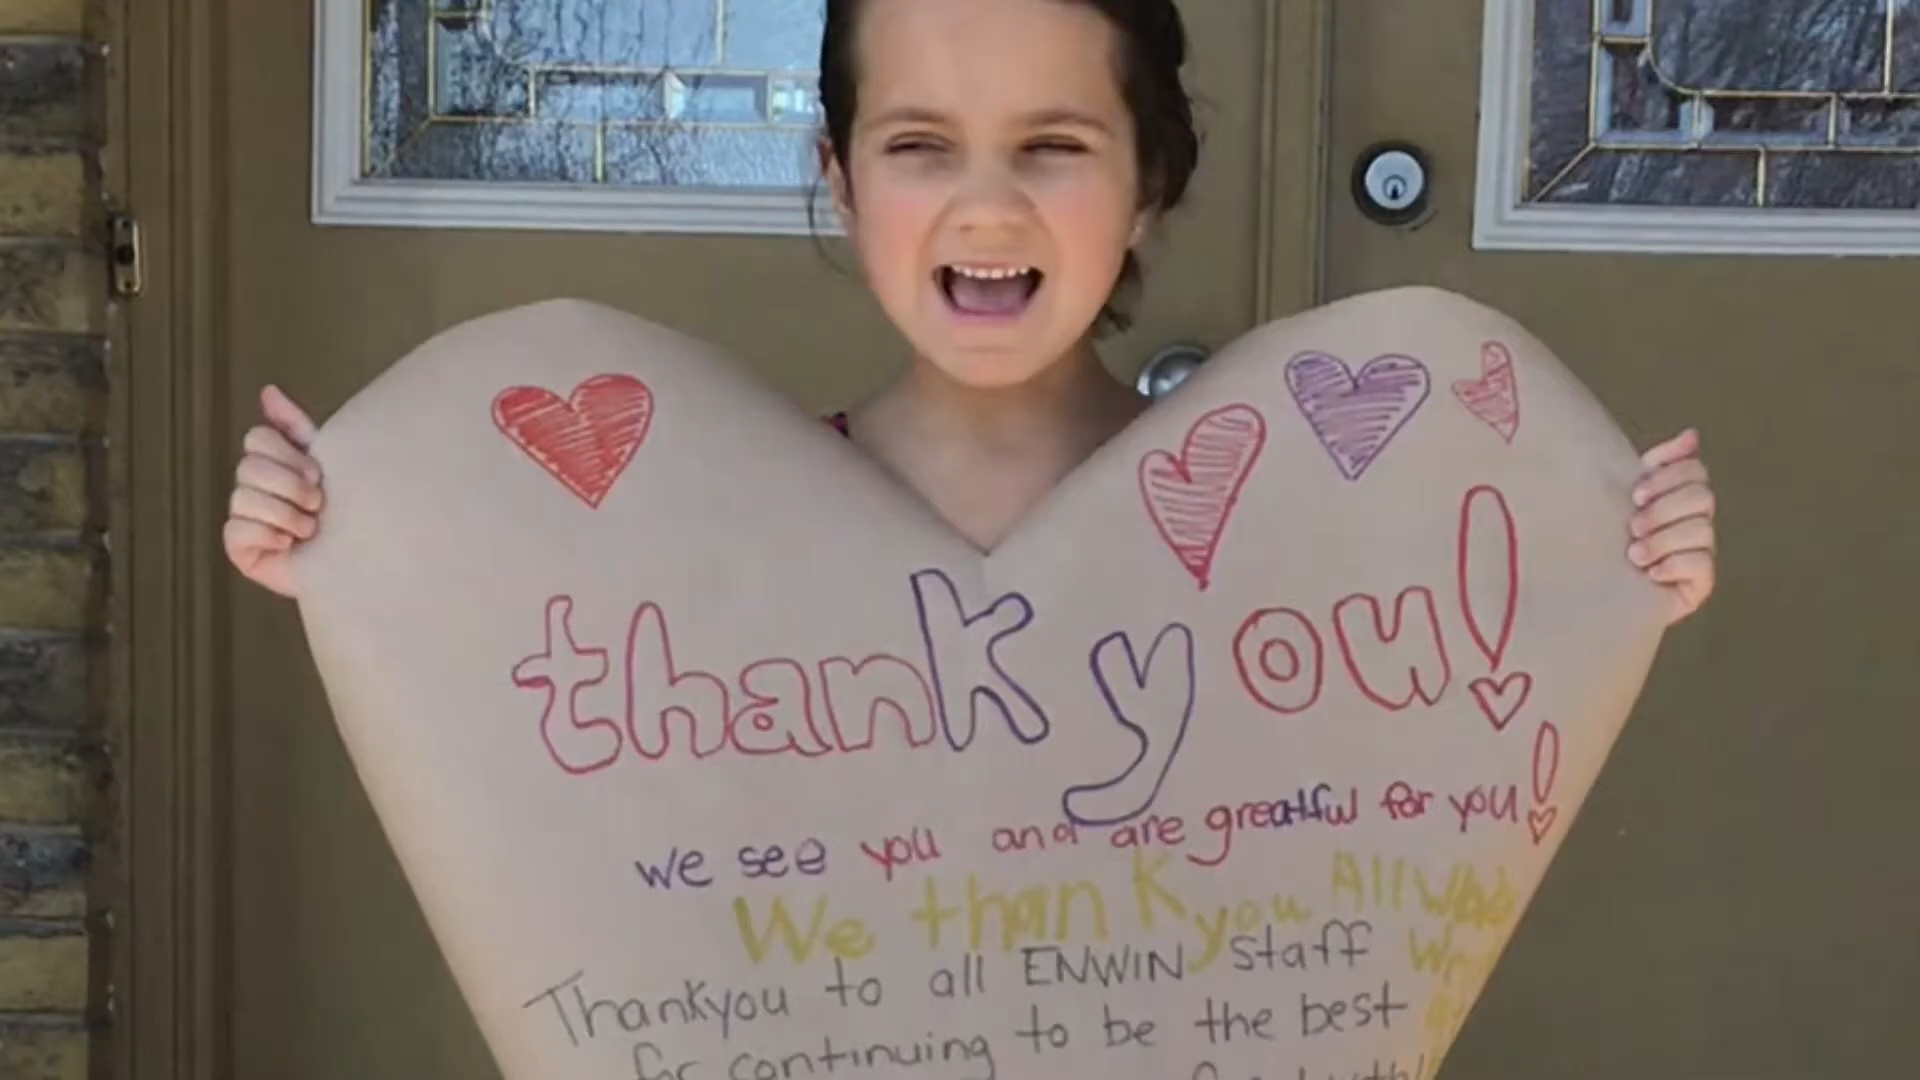 thank you!
we see you and are greatful for you!
We thank you All
Thankyou to all ENWIN staff
for continuing to be the best